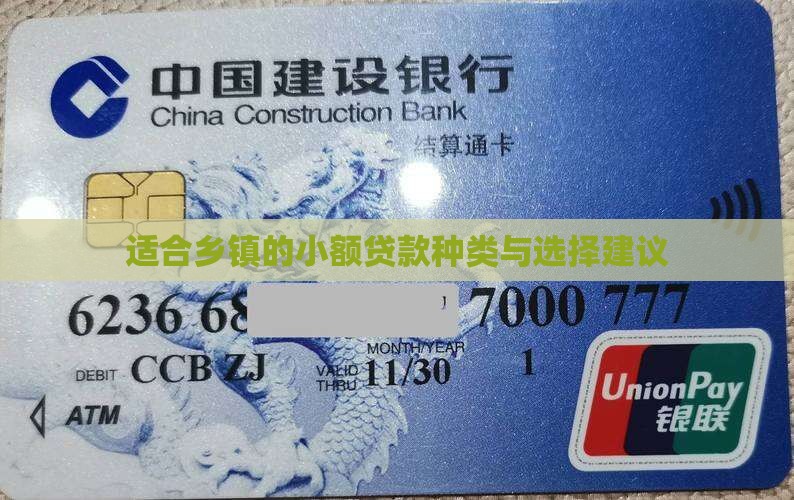 中国建设银行
China Construction Bank
结算通卡
适合乡镇的小额贷款种类与选择建议
6236 68 7000 777
MONTH/YEAR
DEBIT CCB ZJ VALID THRU 11/30 1
UnionPay
ATM 银联